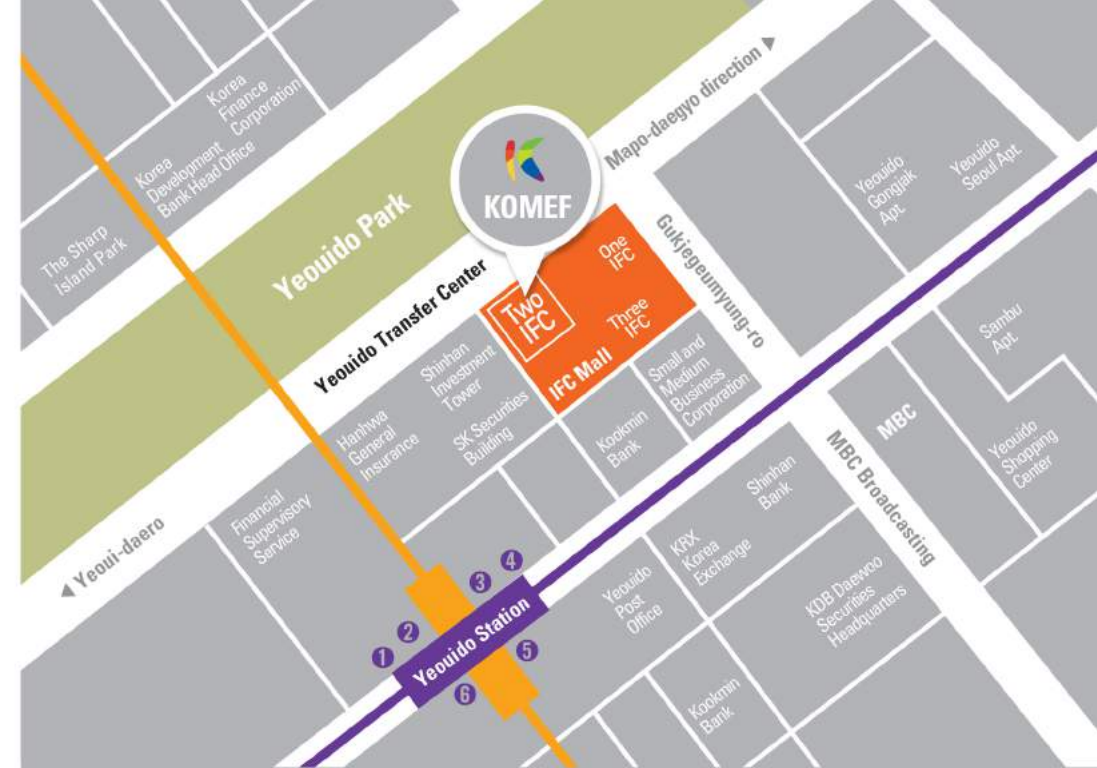 Korea
Finance
Corporation
Korea
Development
Bank Head Office
The Sharp
Island Park
Yeouido Park
Mapo-daegyo direction ▶
KOMEF
Yeouido
Gongjak
Apt
Yeouido
Seoul Apt
Gukjegeumyung-ro
One
IFC
Two
IFC
Three
IFC
IFC Mall
Yeouido Transfer Center
Shinhan
Investment
Tower
Small and
Medium
Business
Corporation
Sambu
Apt
Hanhwa
General
Insurance
SK Securities
Building
Kookmin
Bank
MBC
Yeouido
Shopping
Center
MBC Broadcasting
Shinhan
Bank
Financial
Supervisory
Service
KRX
Korea
Exchange
◀ Yeoui-daero
4
3
2
1
Yeouido Station
5
6
Yeouido
Post
Office
KDB Daewoo
Securities
Headquarters
Kookmin
Bank